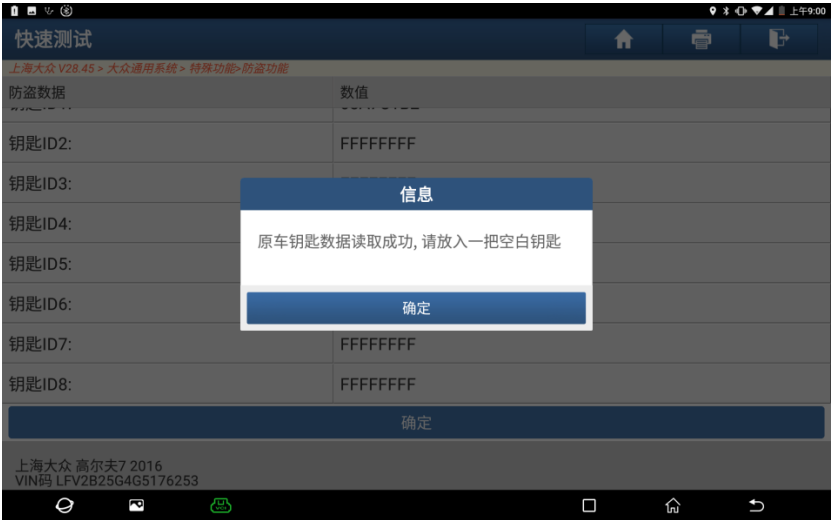 上午9:00
快速测试
上海大众 V28.45 > 大众通用系统 > 特殊功能>防盗功能
防盗数据 数值
钥匙ID2: FFFFFFFF
钥匙ID3:
信息
钥匙ID4:
原车钥匙数据读取成功, 请放入一把空白钥匙
钥匙ID5:
钥匙ID6:
确定
钥匙ID7: FFFFFFFF
钥匙ID8: FFFFFFFF
确定
上海大众 高尔夫7 2016
VIN码 LFV2B25G4G5176253